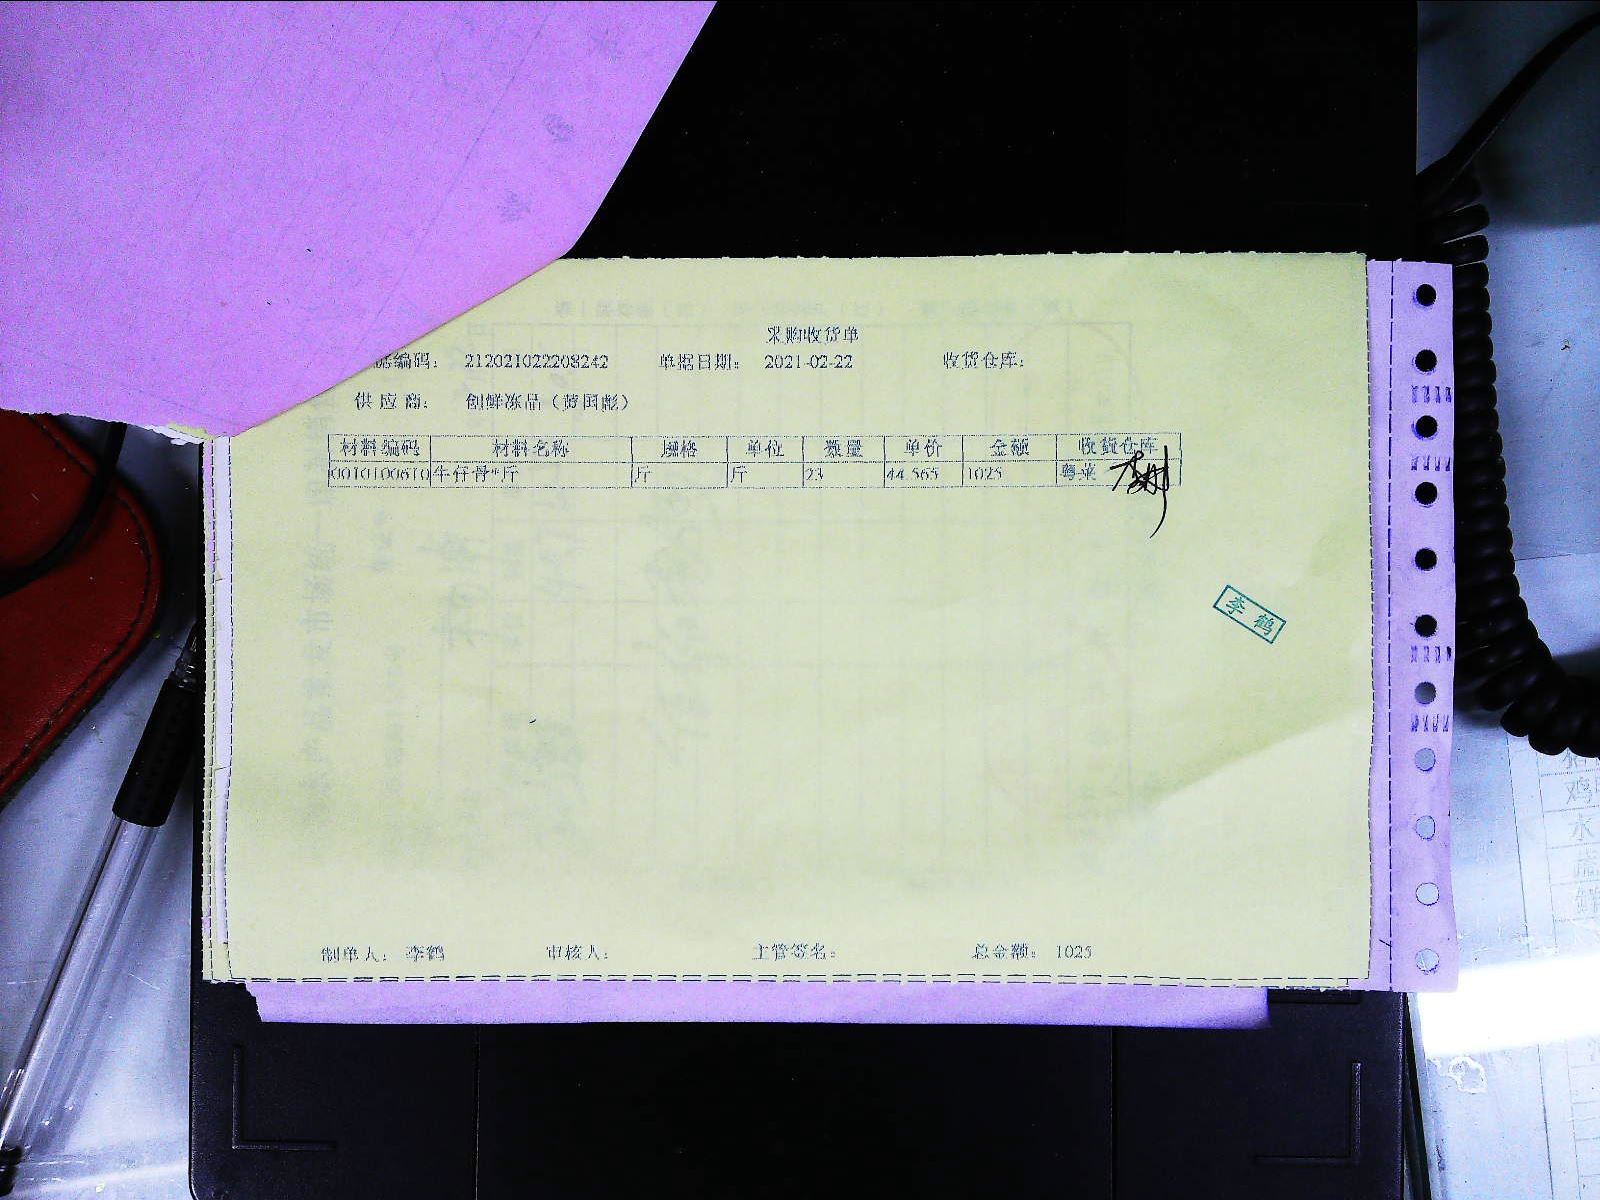 采购收货单
据编码: 212021022208242 单据日期: 2021-02-22 收货仓库:
供应商: 创鲜冻品（黄国彪）
材料编码 材料名称 规格 单位 数量 单价 金额 收货仓库
0010100610 牛仔骨*斤 斤 斤 23 44.565 1025 粤菜
李鹤
制单人: 李鹤 审核人: 主管签名: 总金额: 1025
鸡
水